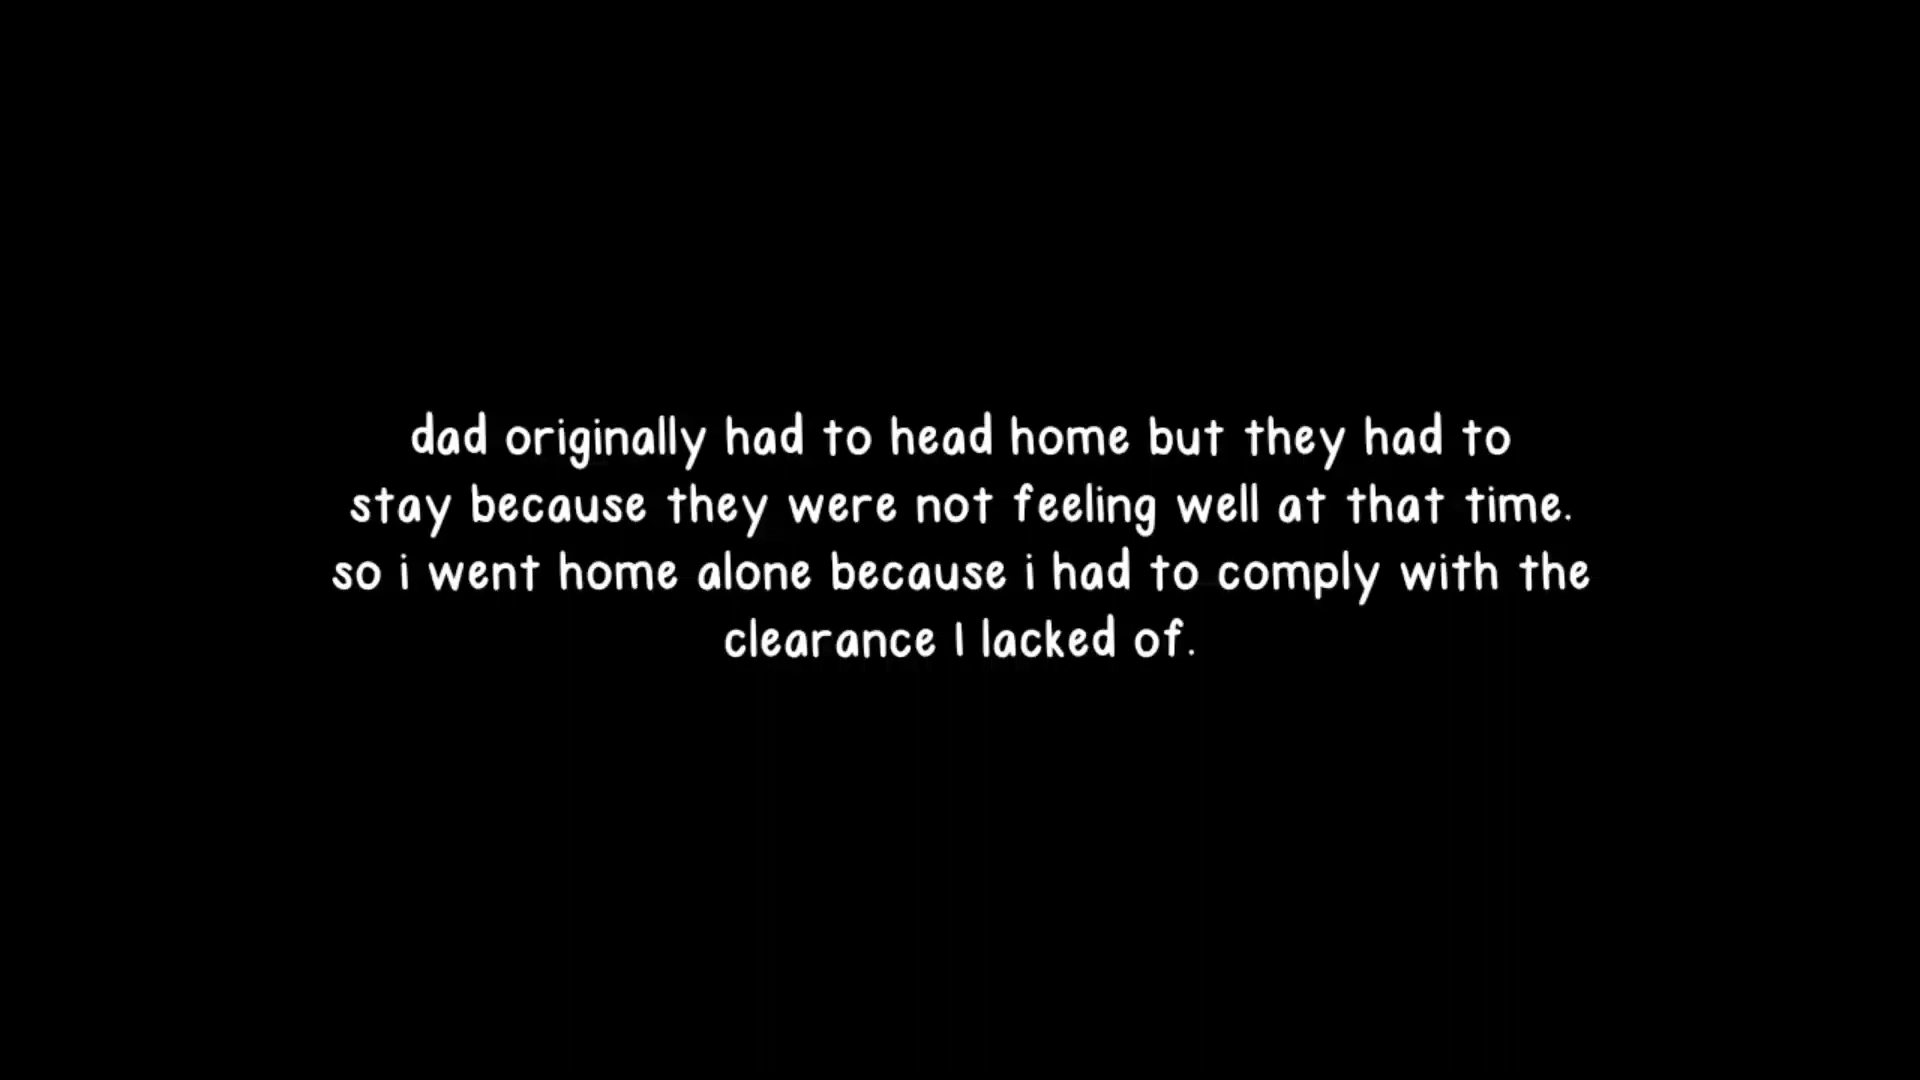 dad originally had to head home but they had to
stay because they were not feeling well at that time.
so i went home alone because i had to comply with the
clearance I lacked of.